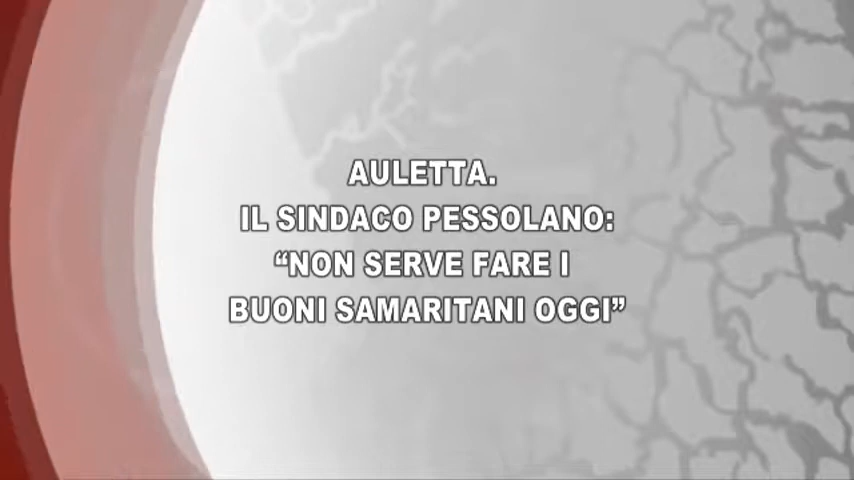 AULETTA.
IL SINDACO PESSOLANO:
“NON SERVE FARE I
BUONI SAMARITANI OGGI”